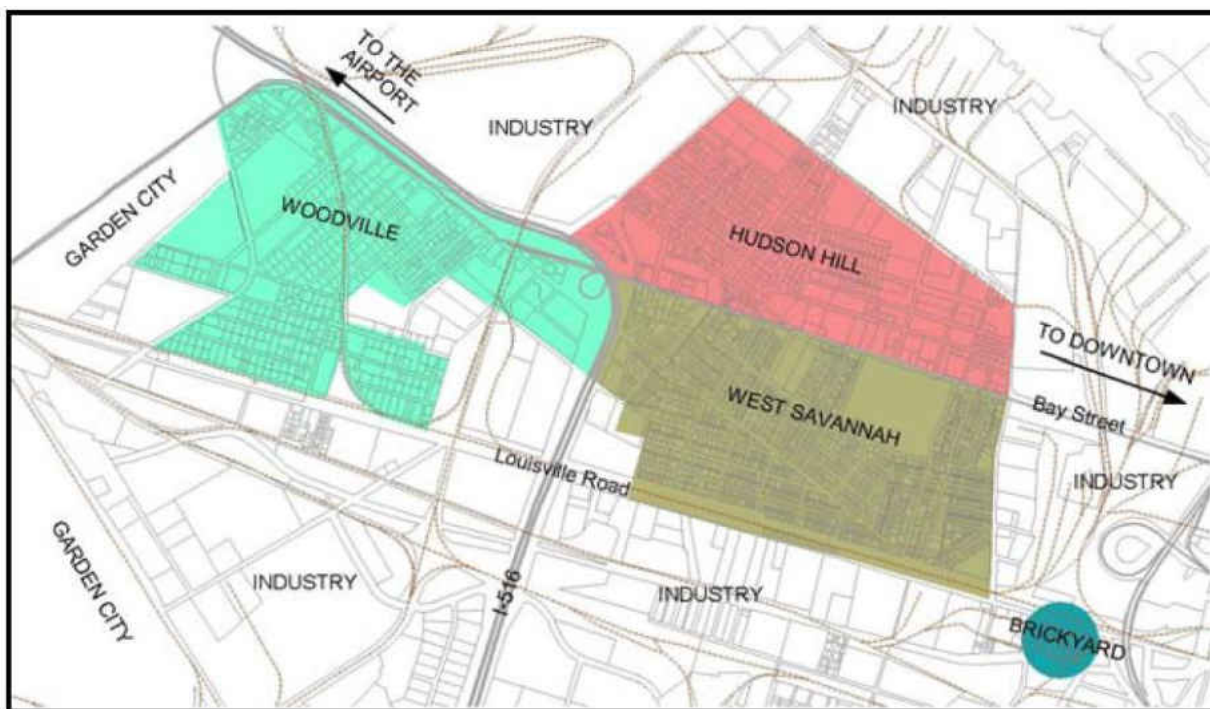 TO THE
AIRPORT
INDUSTRY
INDUSTRY
GARDEN CITY
WOODVILLE
HUDSON HILL
TO DOWNTOWN
WEST SAVANNAH
Bay Street
Louisville Road
INDUSTRY
GARDEN CITY
INDUSTRY
I-516
INDUSTRY
BRICKYARD